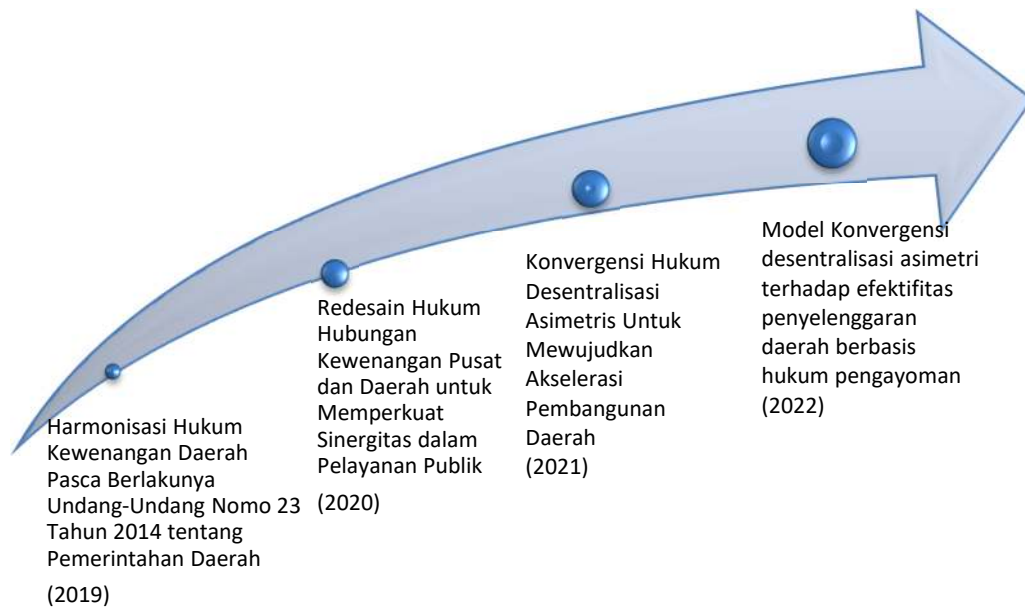 Harmonisasi Hukum
Kewenangan Daerah
Pasca Berlakunya
Undang-Undang Nomo 23
Tahun 2014 tentang
Pemerintahan Daerah
(2019)
Redesain Hukum
Hubungan
Kewenangan Pusat
dan Daerah untuk
Memperkuat
Sinergitas dalam
Pelayanan Publik
(2020)
Konvergensi Hukum
Desentralisasi
Asimetris Untuk
Mewujudkan
Akselerasi
Pembangunan
Daerah
(2021)
Model Konvergensi
desentralisasi asimetri
terhadap efektifitas
penyelenggaran
daerah berbasis
hukum pengayoman
(2022)